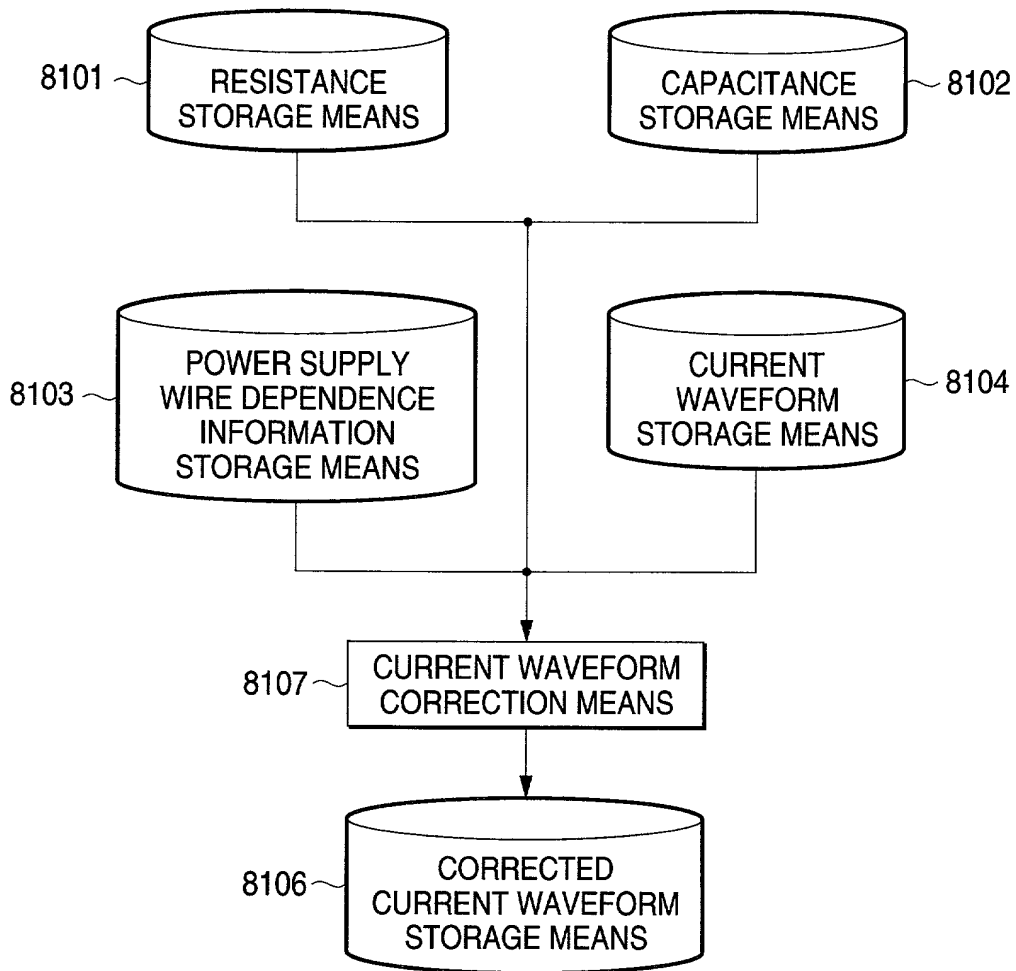 8101
RESISTANCE
STORAGE MEANS
CAPACITANCE
STORAGE MEANS
8102
8103
POWER SUPPLY
WIRE DEPENDENCE
INFORMATION
STORAGE MEANS
CURRENT
WAVEFORM
STORAGE MEANS
8104
8107
CURRENT WAVEFORM
CORRECTION MEANS
8106
CORRECTED
CURRENT WAVEFORM
STORAGE MEANS